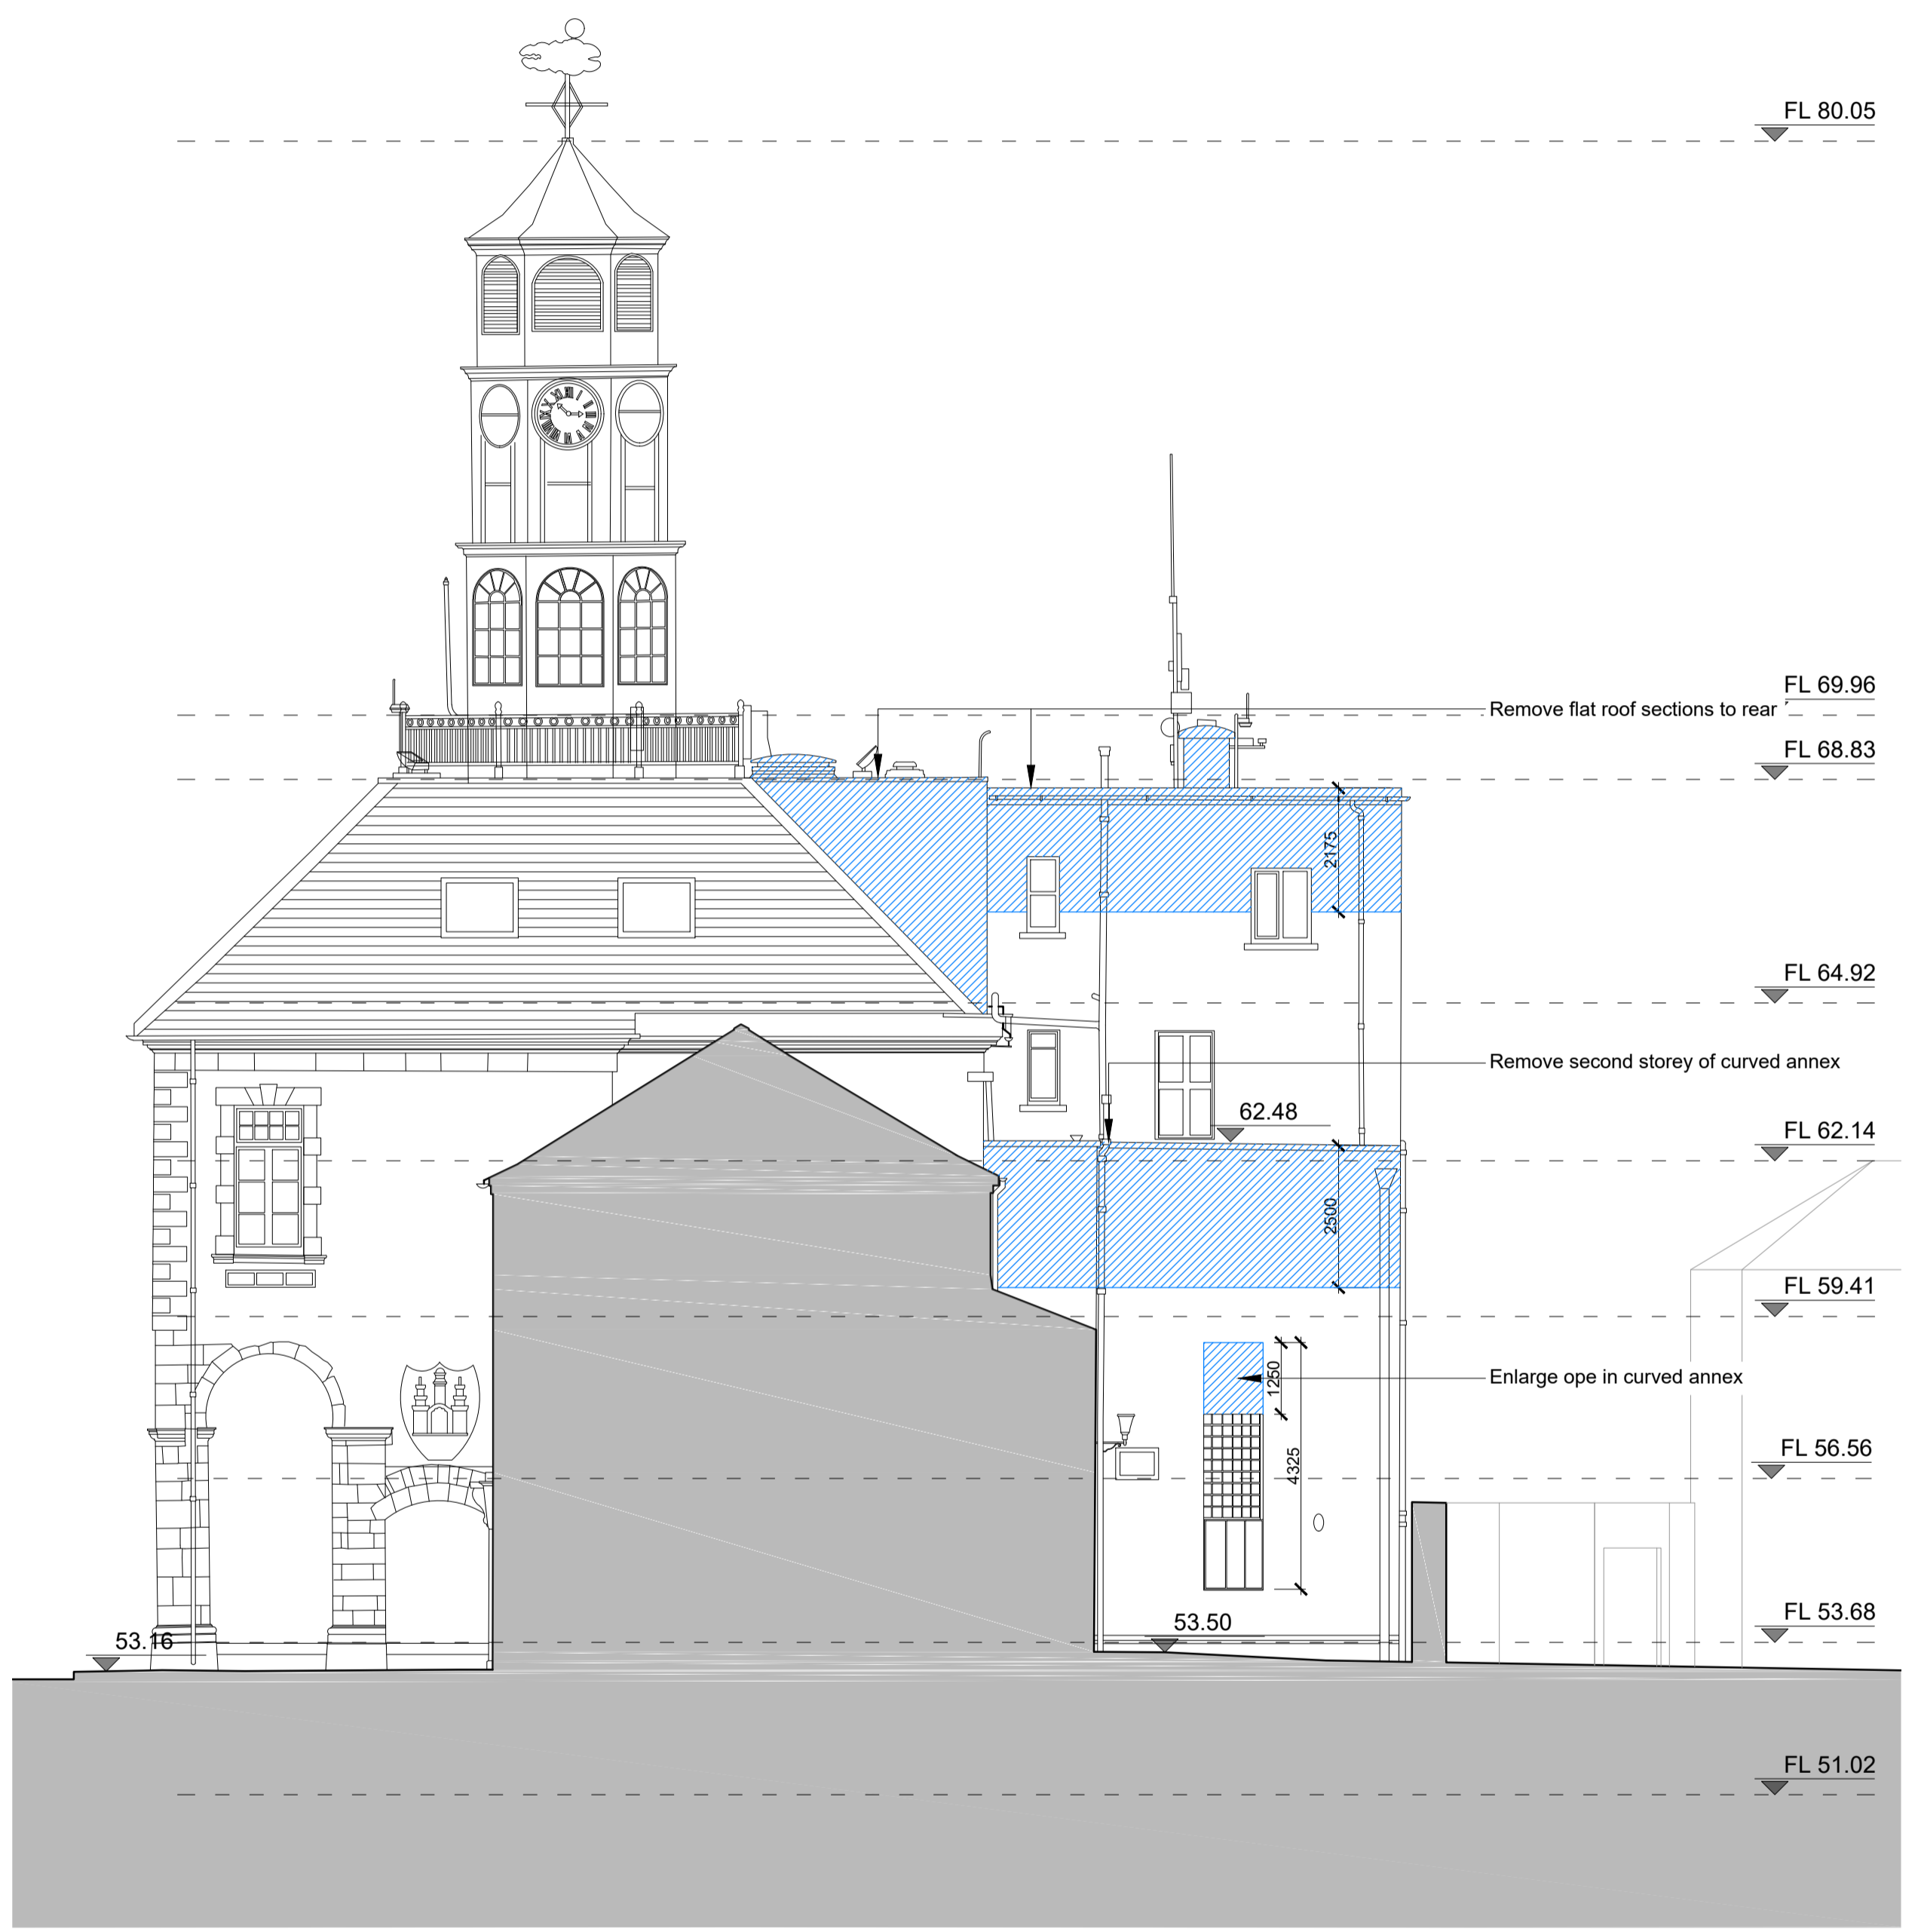 FL 80.05
FL 69.96
Remove flat roof sections to rear
FL 68.83
2175
FL 64.92
Remove second storey of curved annex
62.48
FL 62.14
2500
FL 59.41
1250
Enlarge ope in curved annex
4325
FL 56.56
53.50
FL 53.68
53.16
FL 51.02